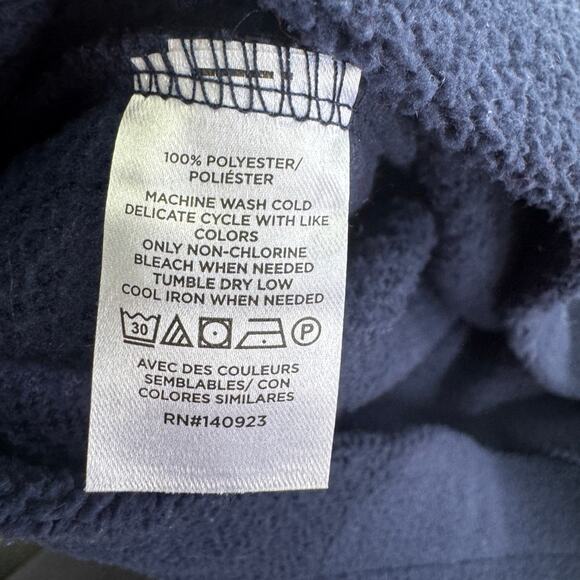 100% POLYESTER/
POLIÉSTER
MACHINE WASH COLD
DELICATE CYCLE WITH LIKE
COLORS
ONLY NON-CHLORINE
BLEACH WHEN NEEDED
TUMBLE DRY LOW
COOL IRON WHEN NEEDED
30 P
AVEC DES COULEURS
SEMBLABLES/ CON
COLORES SIMILARES
RN#140923